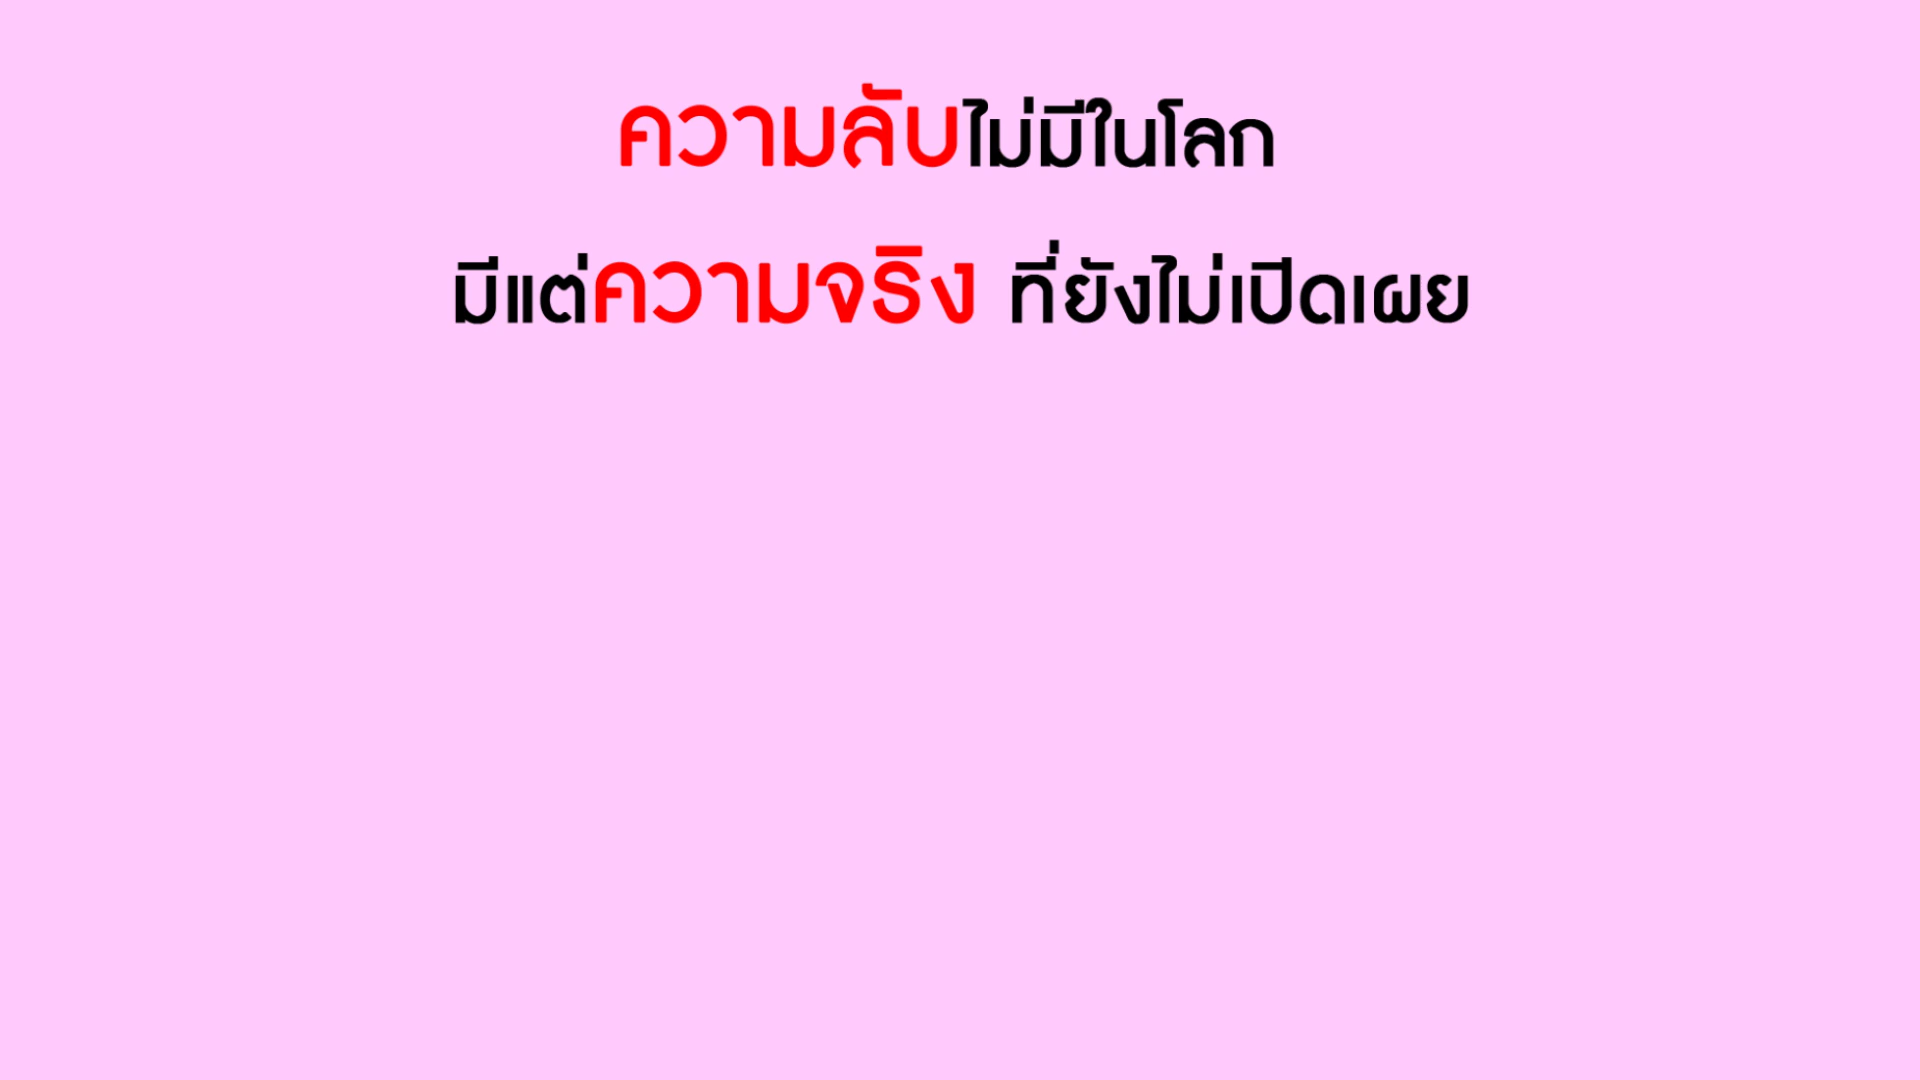 ความลับไม่มีในโลก
มีแต่ความจริง ที่ยังไม่เปิดเผย